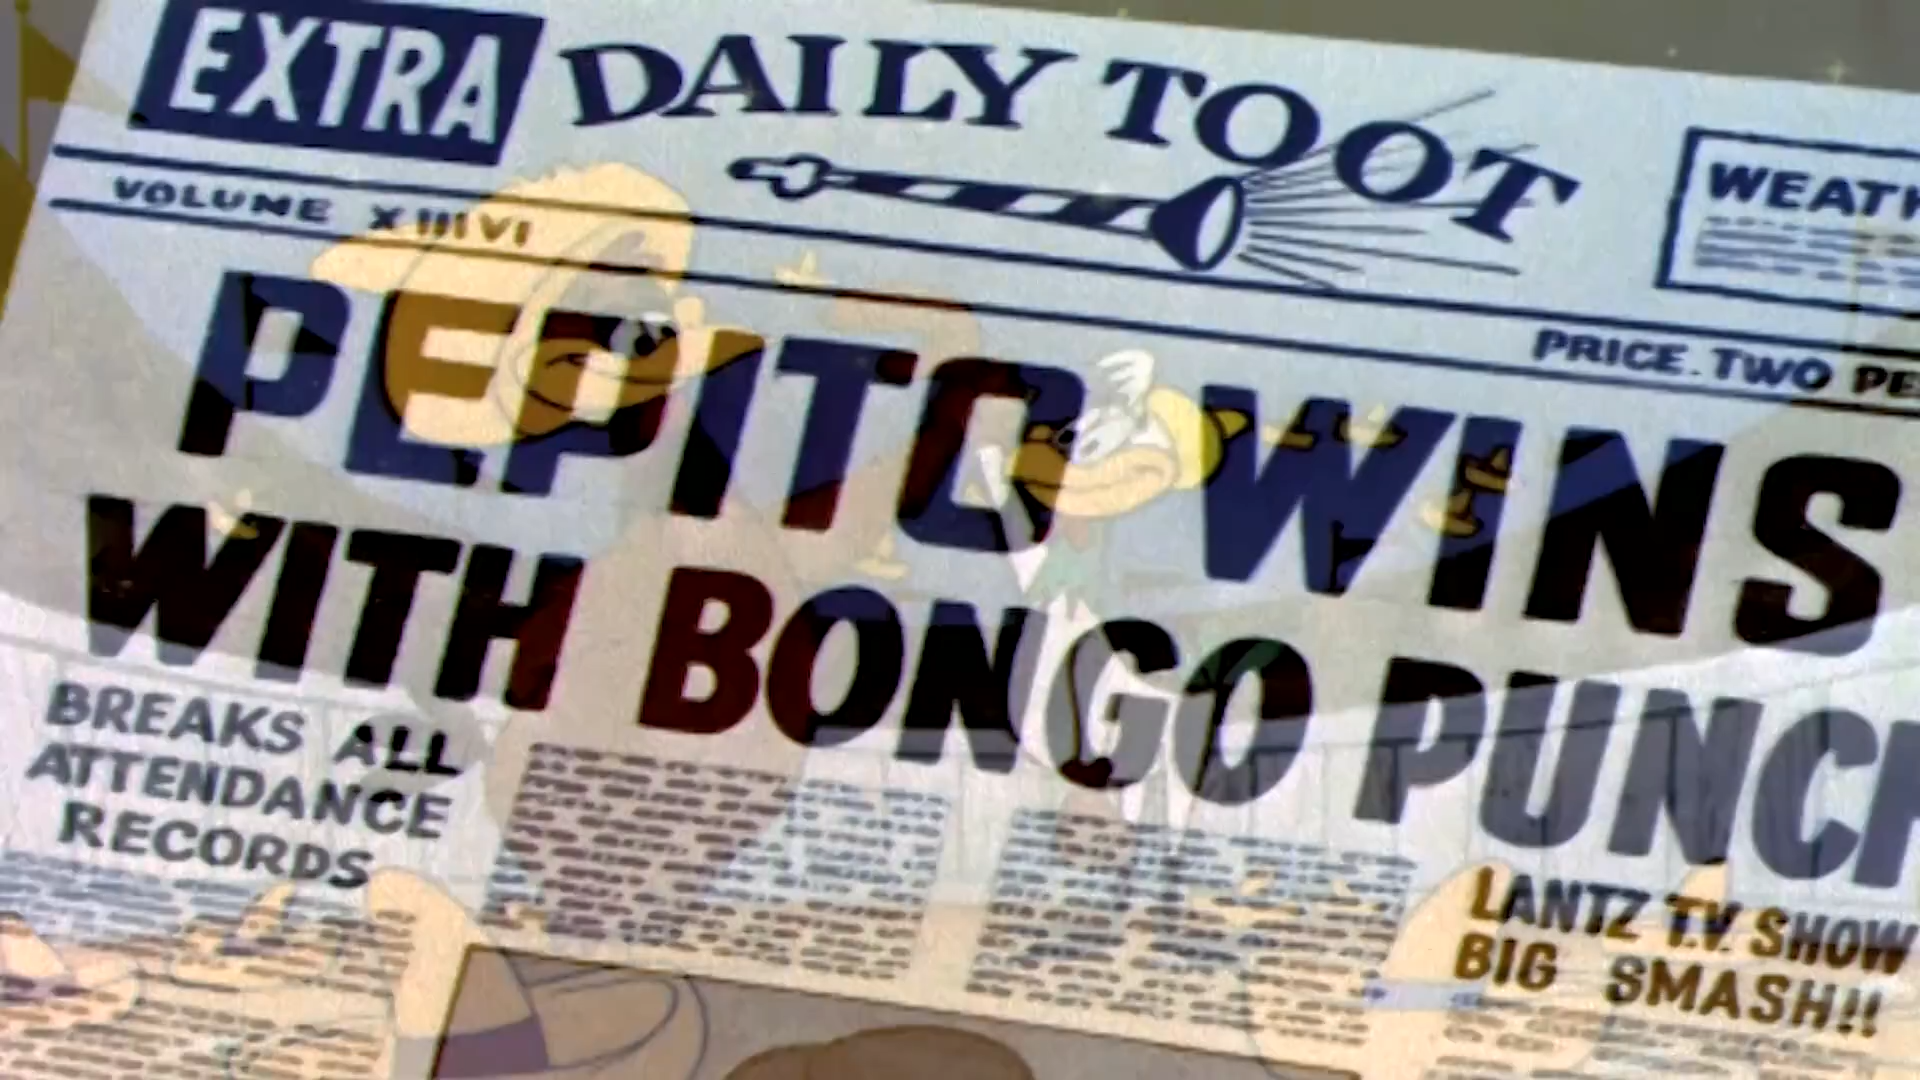 EXTRA DAILY TOOT
VOLUME XIIIVI
PRICE. TWO
PEPITO WINS
WITH BONGO PUNCH
BREAKS ALL
ATTENDANCE
RECORDS
LANTZ T.V. SHOW
BIG SMASH!!